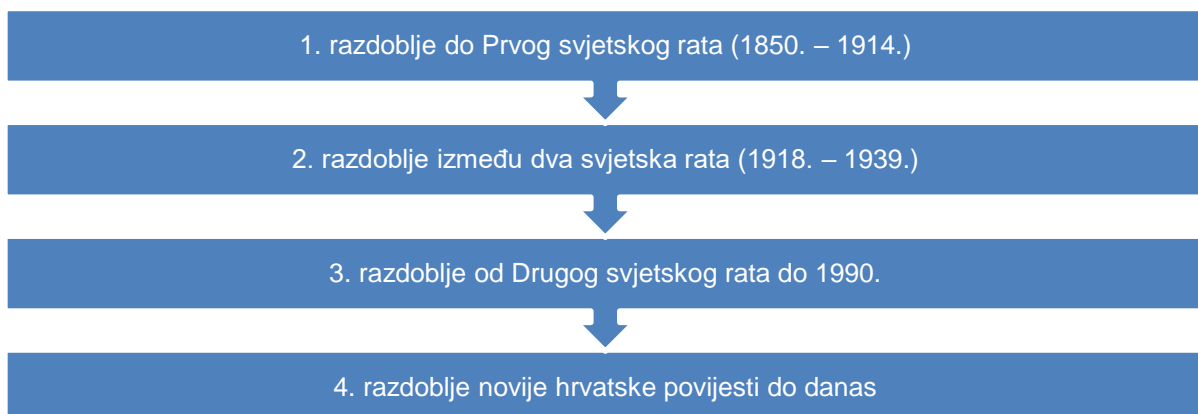 1. razdoblje do Prvog svjetskog rata (1850. – 1914.)
2. razdoblje između dva svjetska rata (1918. – 1939.)
3. razdoblje od Drugog svjetskog rata do 1990.
4. razdoblje novije hrvatske povijesti do danas